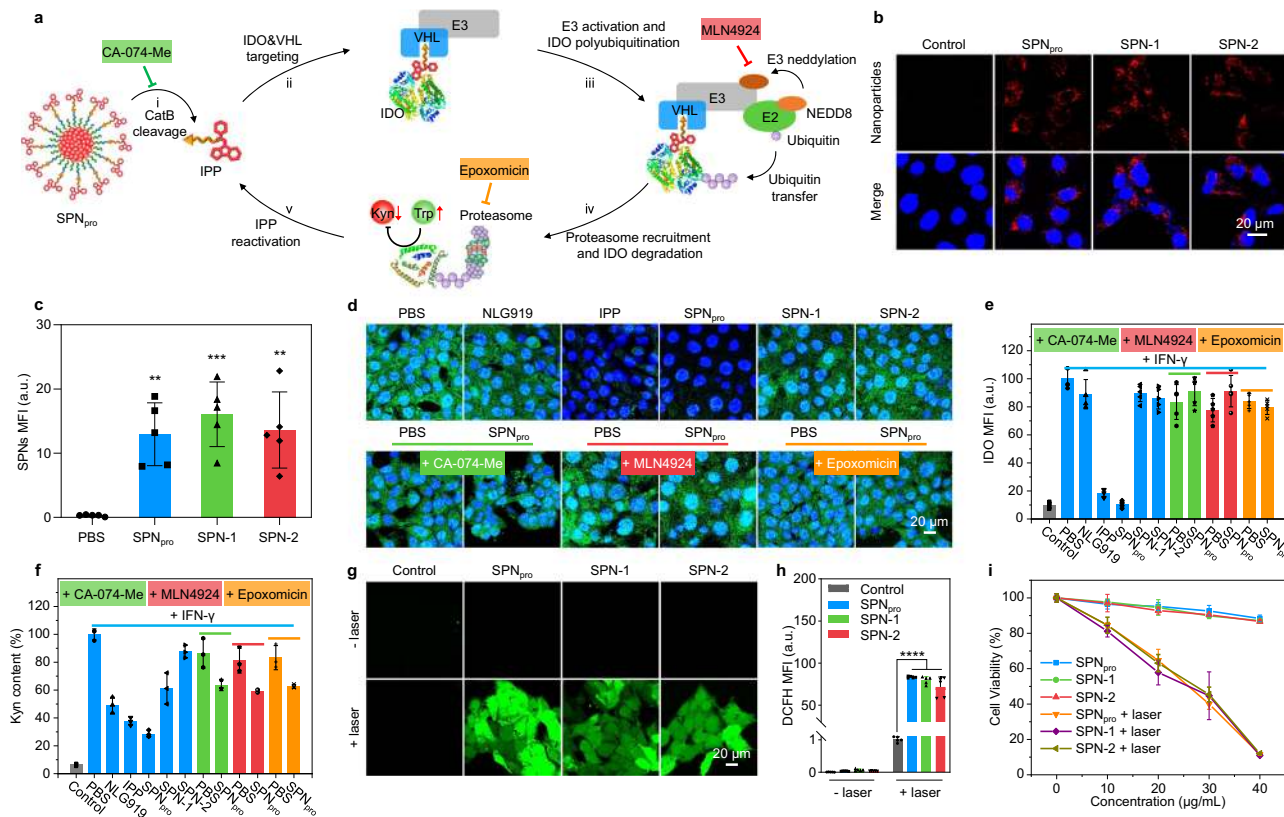 a
CA-074-Me
i
CatB
cleavage
SPNpro
IPP
IDO&VHL
targeting
ii
E3
VHL
IDO
E3 activation and
IDO polyubiquitination
iii
MLN4924
E3 neddylation
E3
VHL
E2
NEDD8
Ubiquitin
Ubiquitin
transfer
iv
Proteasome recruitment
and IDO degradation
Epoxomicin
Proteasome
Kyn↓
Trp↑
v
IPP
reactivation
b
Control SPNpro SPN-1 SPN-2
Nanoparticles
Merge
20 µm
c
SPNs MFI (a.u.)
30
20
10
0
** *** **
PBS SPNpro SPN-1 SPN-2
d
PBS NLG919 IPP SPNpro SPN-1 SPN-2
PBS SPNpro PBS SPNpro PBS SPNpro
+ CA-074-Me + MLN4924 + Epoxomicin
20 µm
e
+ CA-074-Me + MLN4924 + Epoxomicin
+ IFN-γ
IDO MFI (a.u.)
100
80
60
40
20
0
Control PBS NLG919 IPP SPNpro SPN-1 SPN-2 PBS SPNpro PBS SPNpro PBS SPNpro
f
+ CA-074-Me + MLN4924 + Epoxomicin
+ IFN-γ
Kyn content (%)
100
80
60
40
20
0
Control PBS NLG919 IPP SPNpro SPN-1 SPN-2 PBS SPNpro PBS SPNpro PBS SPNpro
g
Control SPNpro SPN-1 SPN-2
- laser
+ laser
20 µm
h
DCFH MFI (a.u.)
200
150
100
50
1
0
Control
SPNpro
SPN-1
SPN-2
****
- laser + laser
i
Cell Viability (%)
100
80
60
40
20
0
SPNpro
SPN-1
SPN-2
SPNpro + laser
SPN-1 + laser
SPN-2 + laser
0 10 20 30 40
Concentration (µg/mL)